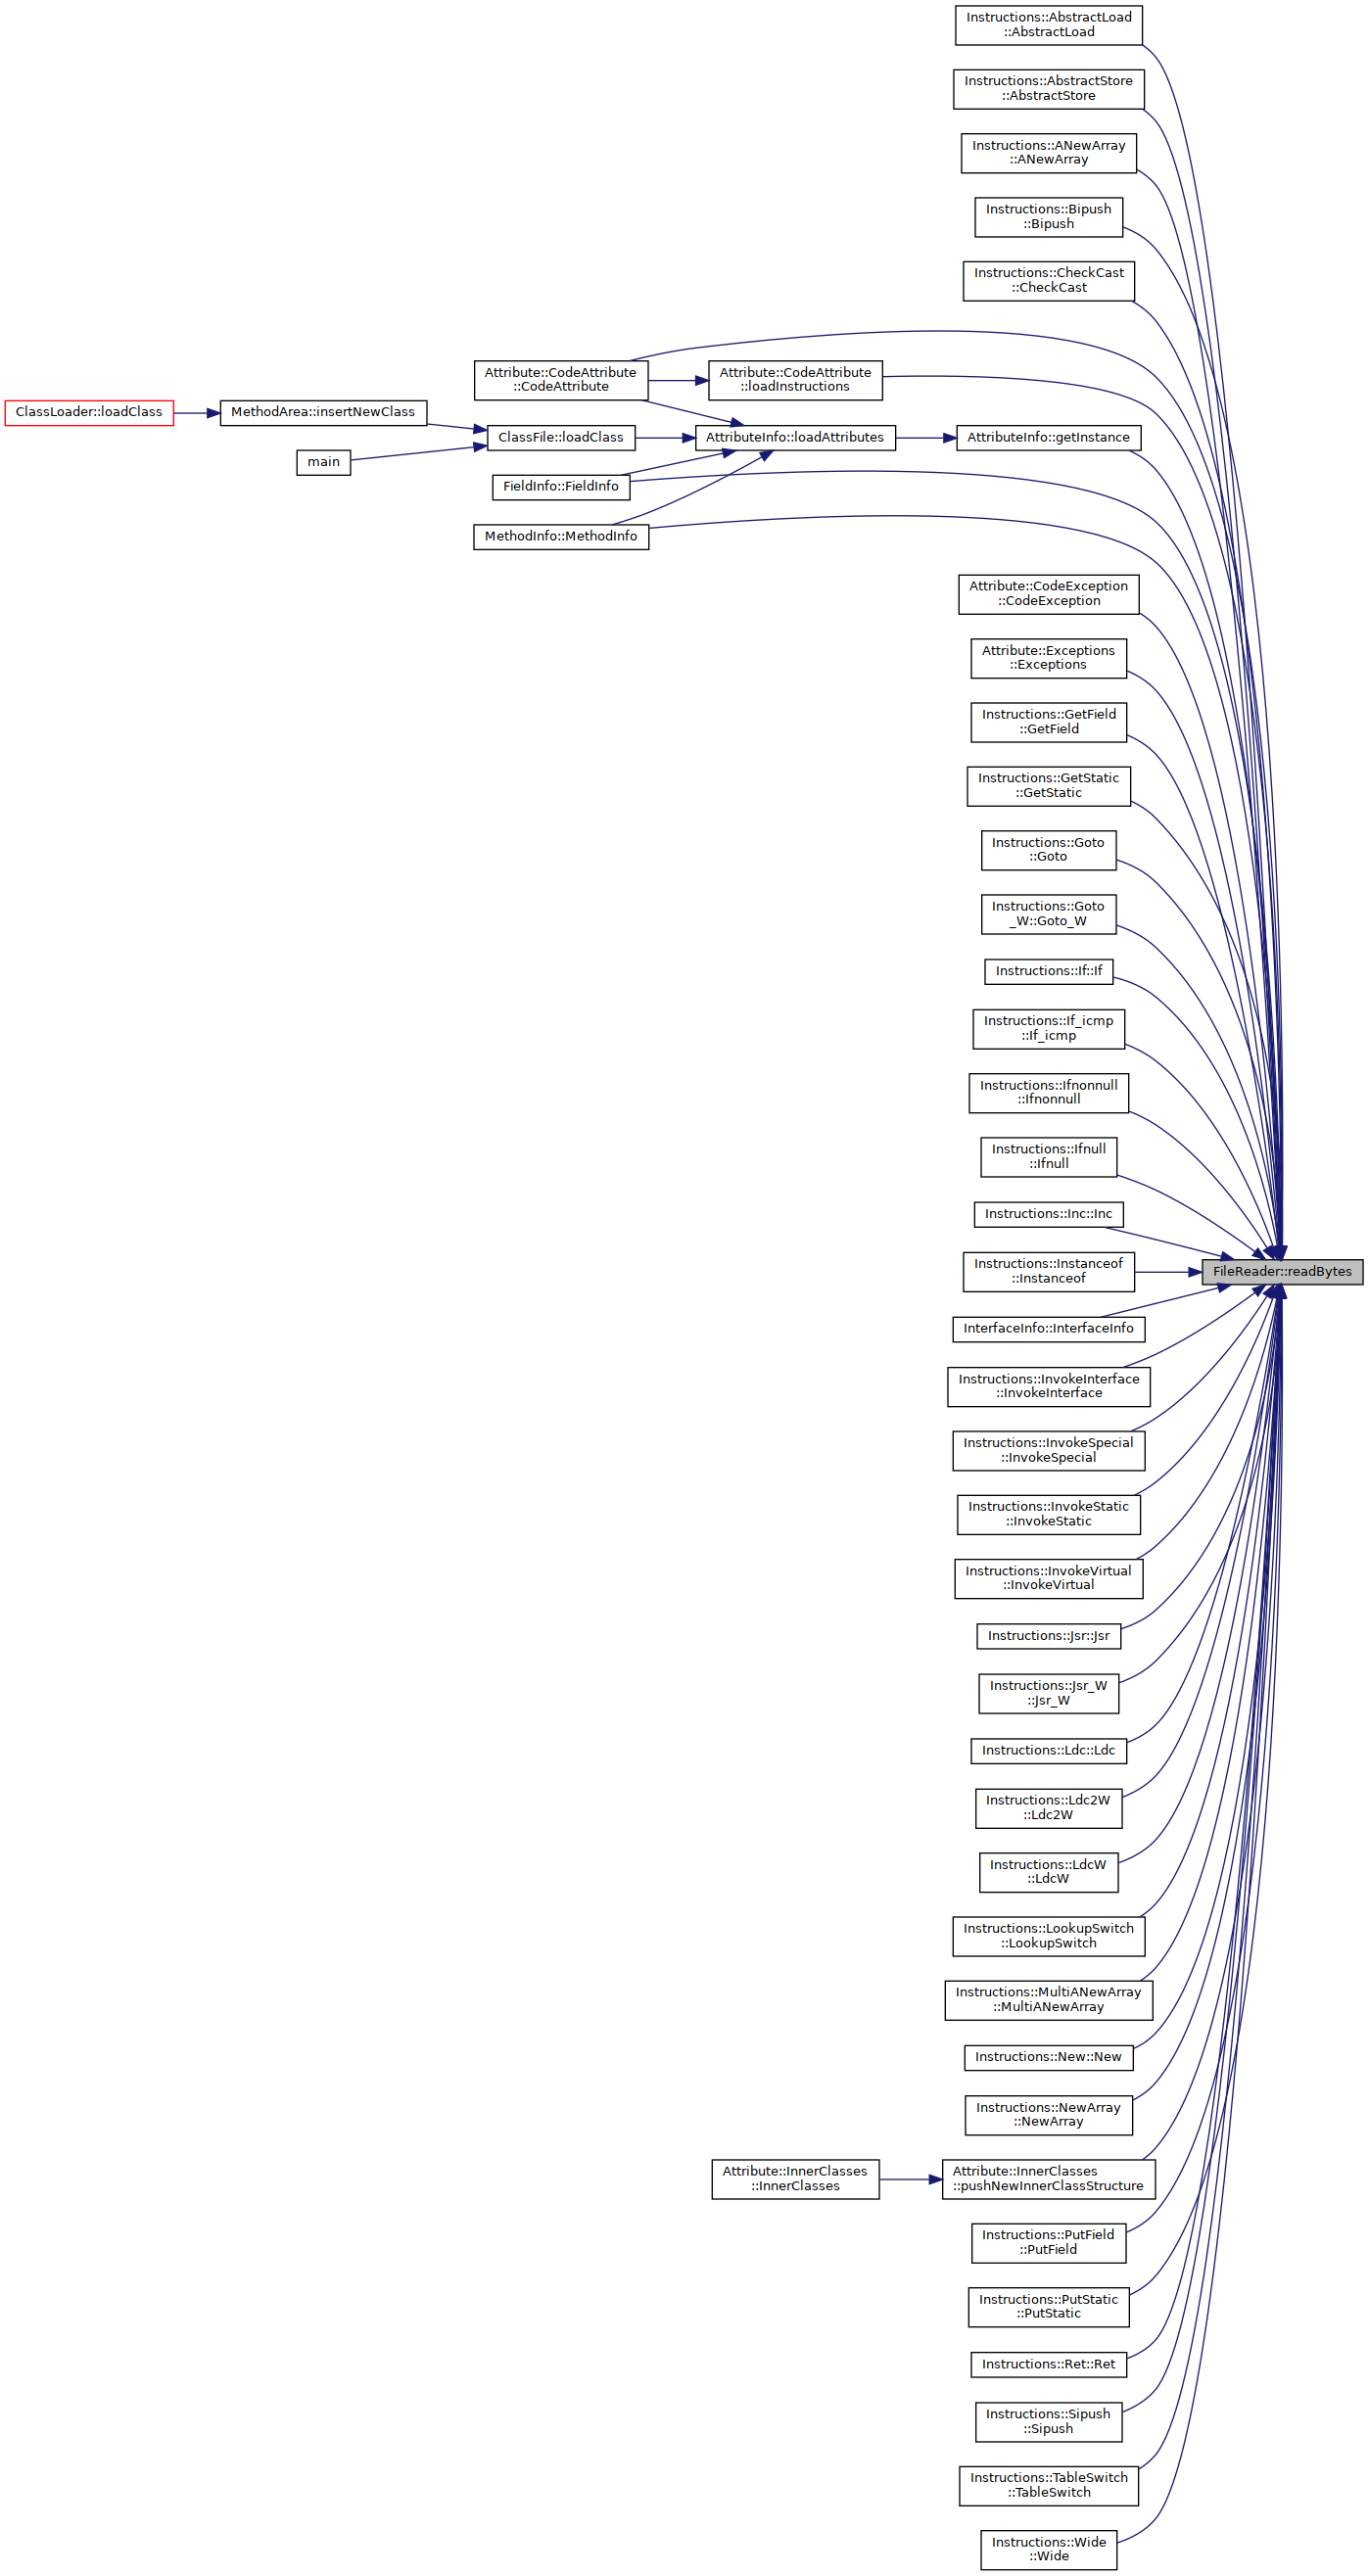 Instructions::AbstractLoad
::AbstractLoad
Instructions::AbstractStore
::AbstractStore
Instructions::ANewArray
::ANewArray
Instructions::Bipush
::Bipush
Instructions::CheckCast
::CheckCast
Attribute::CodeAttribute
::CodeAttribute
Attribute::CodeAttribute
::loadInstructions
ClassLoader::loadClass
MethodArea::insertNewClass
ClassFile::loadClass
AttributeInfo::loadAttributes
AttributeInfo::getInstance
main
FieldInfo::FieldInfo
MethodInfo::MethodInfo
Attribute::CodeException
::CodeException
Attribute::Exceptions
::Exceptions
Instructions::GetField
::GetField
Instructions::GetStatic
::GetStatic
Instructions::Goto
::Goto
Instructions::Goto
_W::Goto_W
Instructions::If::If
Instructions::If_icmp
::If_icmp
Instructions::Ifnonnull
::Ifnonnull
Instructions::Ifnull
::Ifnull
Instructions::Inc::Inc
Instructions::Instanceof
::Instanceof
FileReader::readBytes
InterfaceInfo::InterfaceInfo
Instructions::InvokeInterface
::InvokeInterface
Instructions::InvokeSpecial
::InvokeSpecial
Instructions::InvokeStatic
::InvokeStatic
Instructions::InvokeVirtual
::InvokeVirtual
Instructions::Jsr::Jsr
Instructions::Jsr_W
::Jsr_W
Instructions::Ldc::Ldc
Instructions::Ldc2W
::Ldc2W
Instructions::LdcW
::LdcW
Instructions::LookupSwitch
::LookupSwitch
Instructions::MultiANewArray
::MultiANewArray
Instructions::New::New
Instructions::NewArray
::NewArray
Attribute::InnerClasses
::InnerClasses
Attribute::InnerClasses
::pushNewInnerClassStructure
Instructions::PutField
::PutField
Instructions::PutStatic
::PutStatic
Instructions::Ret::Ret
Instructions::Sipush
::Sipush
Instructions::TableSwitch
::TableSwitch
Instructions::Wide
::Wide